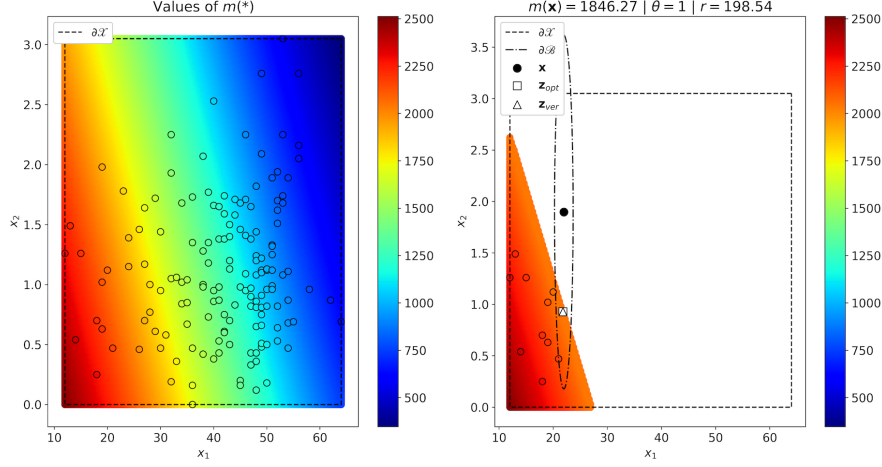 Values of m(*)
∂𝒳
3.0
2.5
2.0
1.5
1.0
0.5
0.0
x₂
10 20 30 40 50 60
x₁
2500
2250
2000
1750
1500
1250
1000
750
500
m(𝐱) = 1846.27 | θ = 1 | r = 198.54
∂𝒳
∂ℬ
𝐱
𝐳ₒₚₜ
𝐳ᵥₑᵣ
3.5
3.0
2.5
2.0
1.5
1.0
0.5
0.0
x₂
10 20 30 40 50 60
x₁
2500
2250
2000
1750
1500
1250
1000
750
500